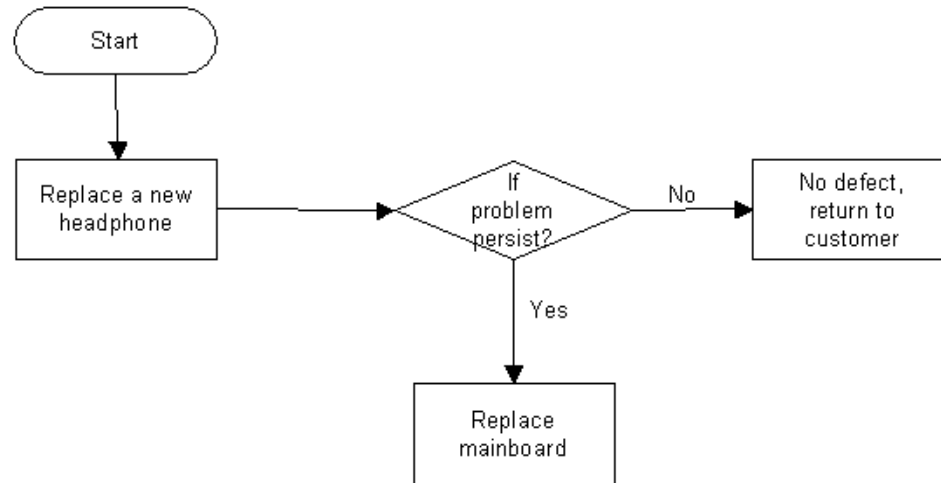 Start
Replace a new
headphone
If
problem
persist?
No
No defect,
return to
customer
Yes
Replace
mainboard